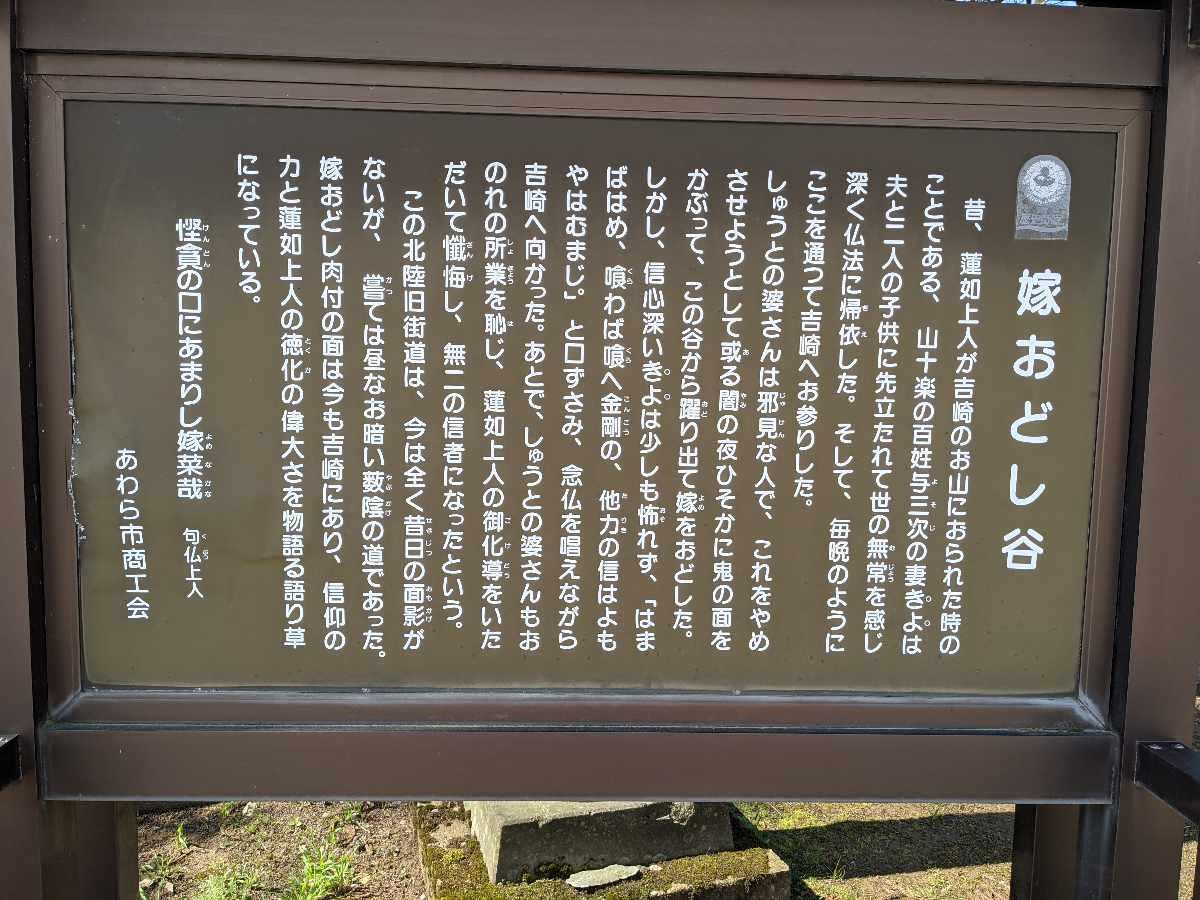 嫁おどし谷
昔、蓮如上人が吉崎のお山におられた時の
ことである、山十楽の百姓与三次の妻きよは
夫と二人の子供に先立たれて世の無常を感じ
深く仏法に帰依した。そして、毎晩のように
ここを通って吉崎へお参りした。
しゅうとの婆さんは邪見な人で、これをやめ
させようとして或る闇の夜ひそかに鬼の面を
かぶって、この谷から躍り出て嫁をおどした。
しかし、信心深いきよは少しも怖れず、「はま
ばはめ、喰わば喰へ金剛の、他力の信はよも
やはむまじ」と口ずさみ、念仏を唱えながら
吉崎へ向かった。あとで、しゅうとの婆さんもお
のれの所業を恥じ、蓮如上人の御化導をいた
だいて懺悔し、無二の信者になったという。
この北陸旧街道は、今は全く昔日の面影が
ないが、嘗ては昼なお暗い薮陰の道であった。
嫁おどし肉付の面は今も吉崎にあり、信仰の
力と蓮如上人の徳化の偉大さを物語る語り草
になっている。
慳貪の口にあまりし嫁菜哉 句仏上人
あわら市商工会